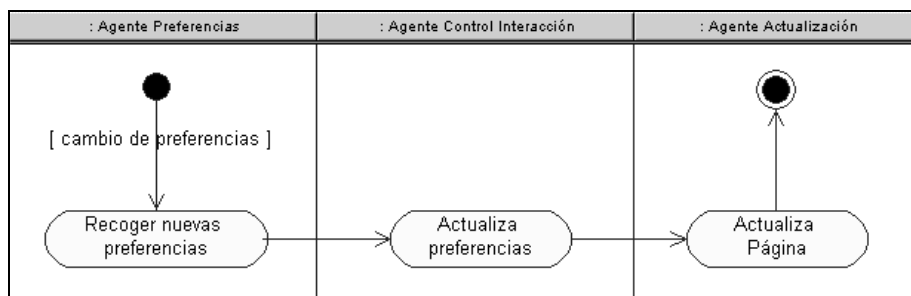 : Agente Preferencias
: Agente Control Interacción
: Agente Actualización
[ cambio de preferencias ]
Recoger nuevas
preferencias
Actualiza
preferencias
Actualiza
Página